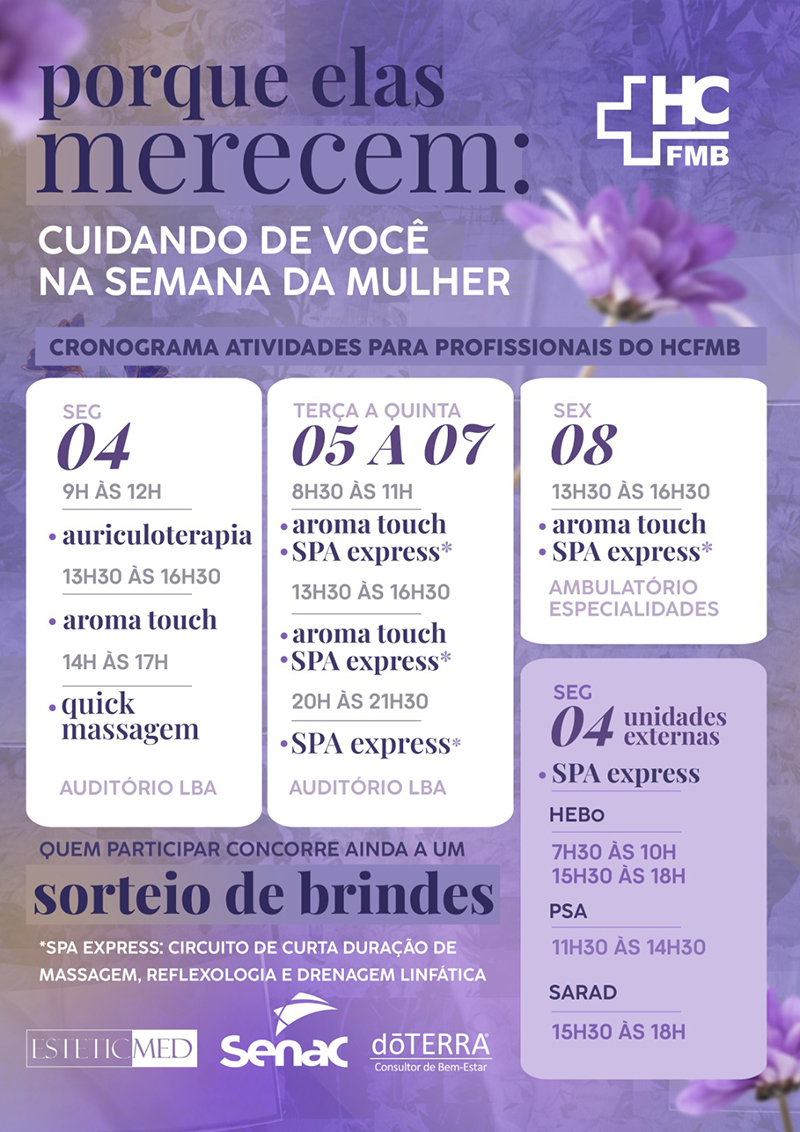 porque elas
merecem:
HC
FMB
CUIDANDO DE VOCÊ
NA SEMANA DA MULHER
CRONOGRAMA ATIVIDADES PARA PROFISSIONAIS DO HCFMB
SEG
04
9H ÀS 12H
• auriculoterapia
13H30 ÀS 16H30
• aroma touch
14H ÀS 17H
• quick
massagem
AUDITÓRIO LBA
TERÇA A QUINTA
05 A 07
8H30 ÀS 11H
• aroma touch
• SPA express*
13H30 ÀS 16H30
• aroma touch
• SPA express*
20H ÀS 21H30
• SPA express*
AUDITÓRIO LBA
SEX
08
13H30 ÀS 16H30
• aroma touch
• SPA express*
AMBULATÓRIO
ESPECIALIDADES
SEG
04 unidades
externas
• SPA express
HEBo
7H30 ÀS 10H
15H30 ÀS 18H
PSA
11H30 ÀS 14H30
SARAD
15H30 ÀS 18H
QUEM PARTICIPAR CONCORRE AINDA A UM
sorteio de brindes
*SPA EXPRESS: CIRCUITO DE CURTA DURAÇÃO DE
MASSAGEM, REFLEXOLOGIA E DRENAGEM LINFÁTICA
ESTETICMED
Senac
dōTERRA®
Consultor de Bem-Estar